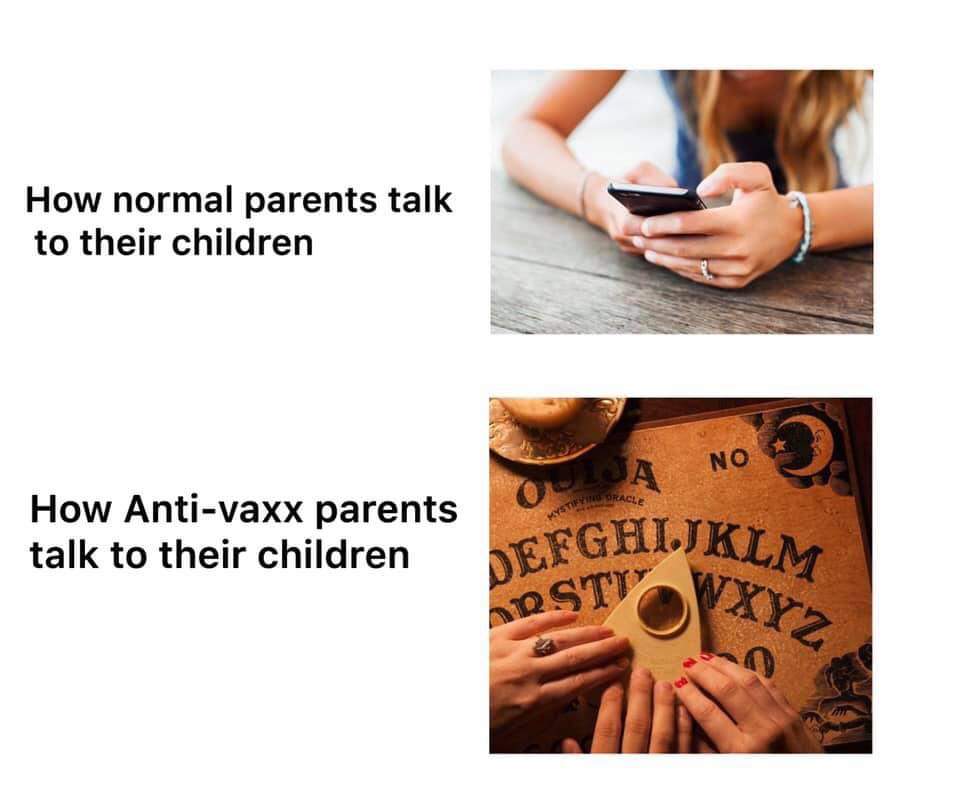 How normal parents talk
to their children
How Anti-vaxx parents
talk to their children
OUIJA
NO
MYSTIFYING ORACLE
DEFGHIJKLM
WXYZ